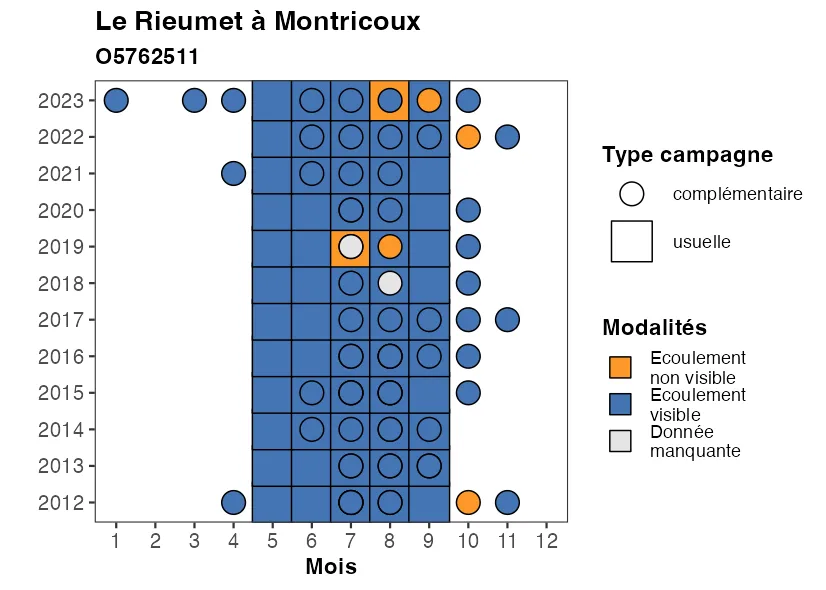 Le Rieumet à Montricoux
O5762511
2023
2022
2021
2020
2019
2018
2017
2016
2015
2014
2013
2012
1 2 3 4 5 6 7 8 9 10 11 12
Mois
Type campagne
complémentaire
usuelle
Modalités
Ecoulement
non visible
Ecoulement
visible
Donnée
manquante